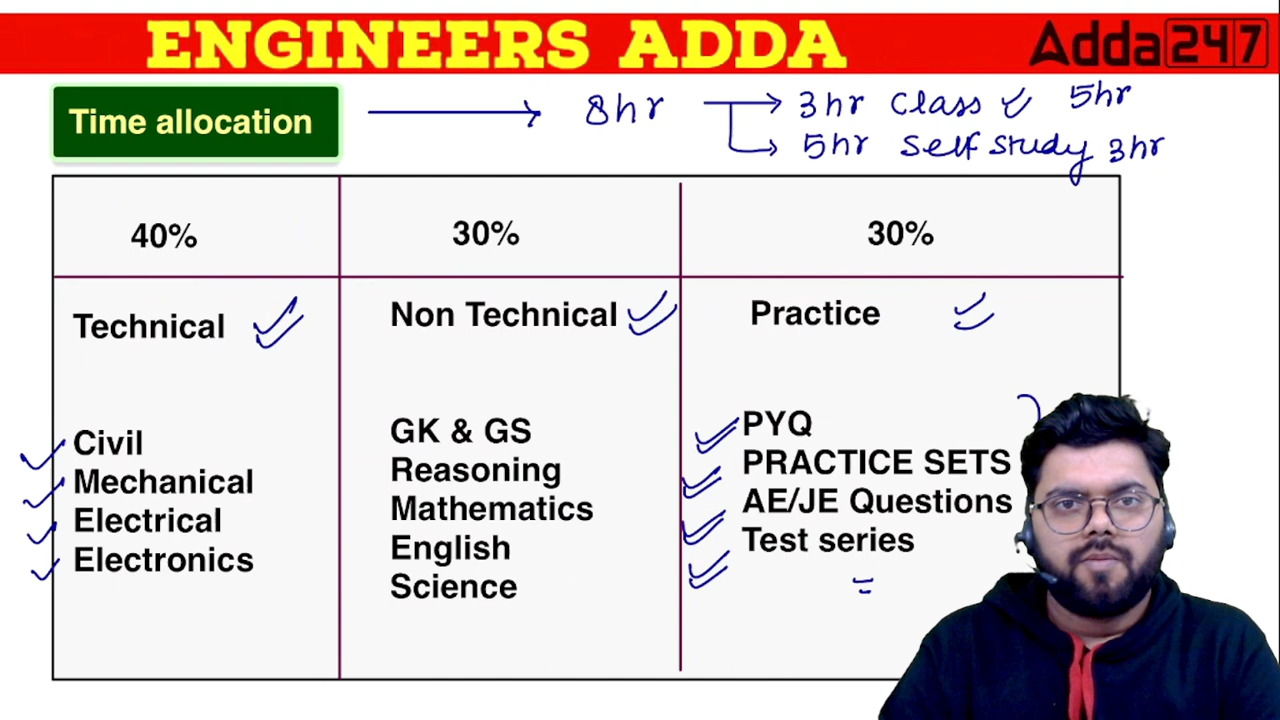 ENGINEERS ADDA
Adda247
Time allocation
8hr
3hr Class 5hr
5hr Self study 3hr
40%
30%
30%
Technical
Non Technical
Practice
Civil
Mechanical
Electrical
Electronics
GK & GS
Reasoning
Mathematics
English
Science
PYQ
PRACTICE SETS
AE/JE Questions
Test series